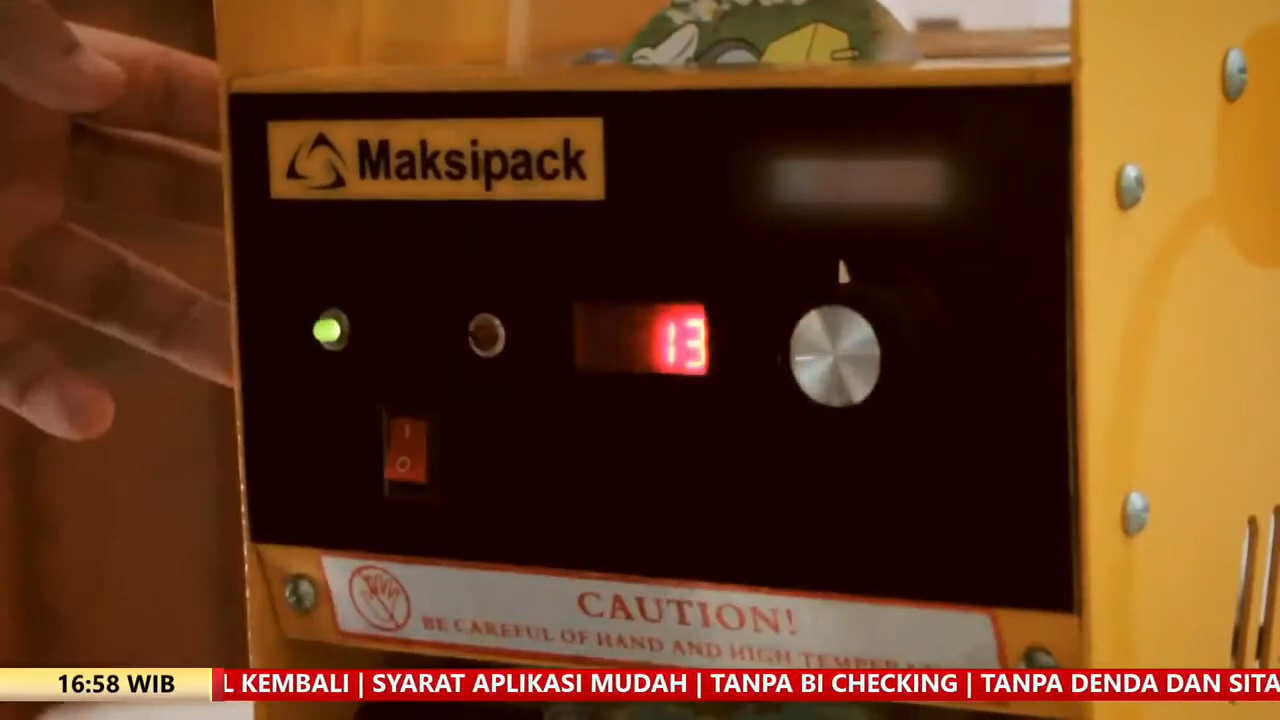 Maksipack
13
I
O
CAUTION!
BE CAREFUL OF HAND AND HIGH
16:58 WIB
L KEMBALI | SYARAT APLIKASI MUDAH | TANPA BI CHECKING | TANPA DENDA DAN SITA